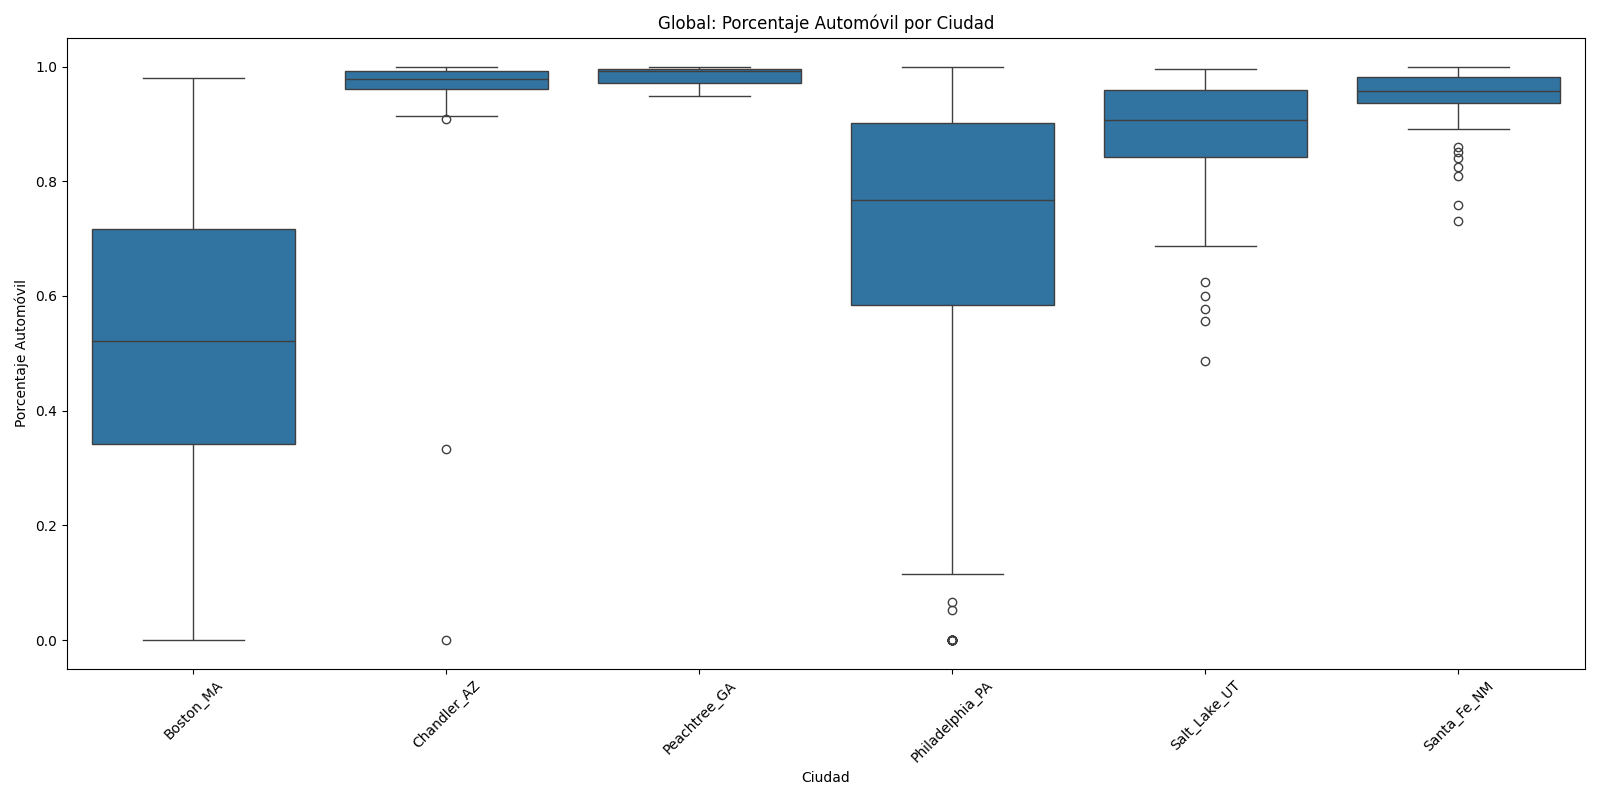 Global: Porcentaje Automóvil por Ciudad
Porcentaje Automóvil
1.0
0.8
0.6
0.4
0.2
0.0
Boston_MA
Chandler_AZ
Peachtree_GA
Philadelphia_PA
Salt_Lake_UT
Santa_Fe_NM
Ciudad